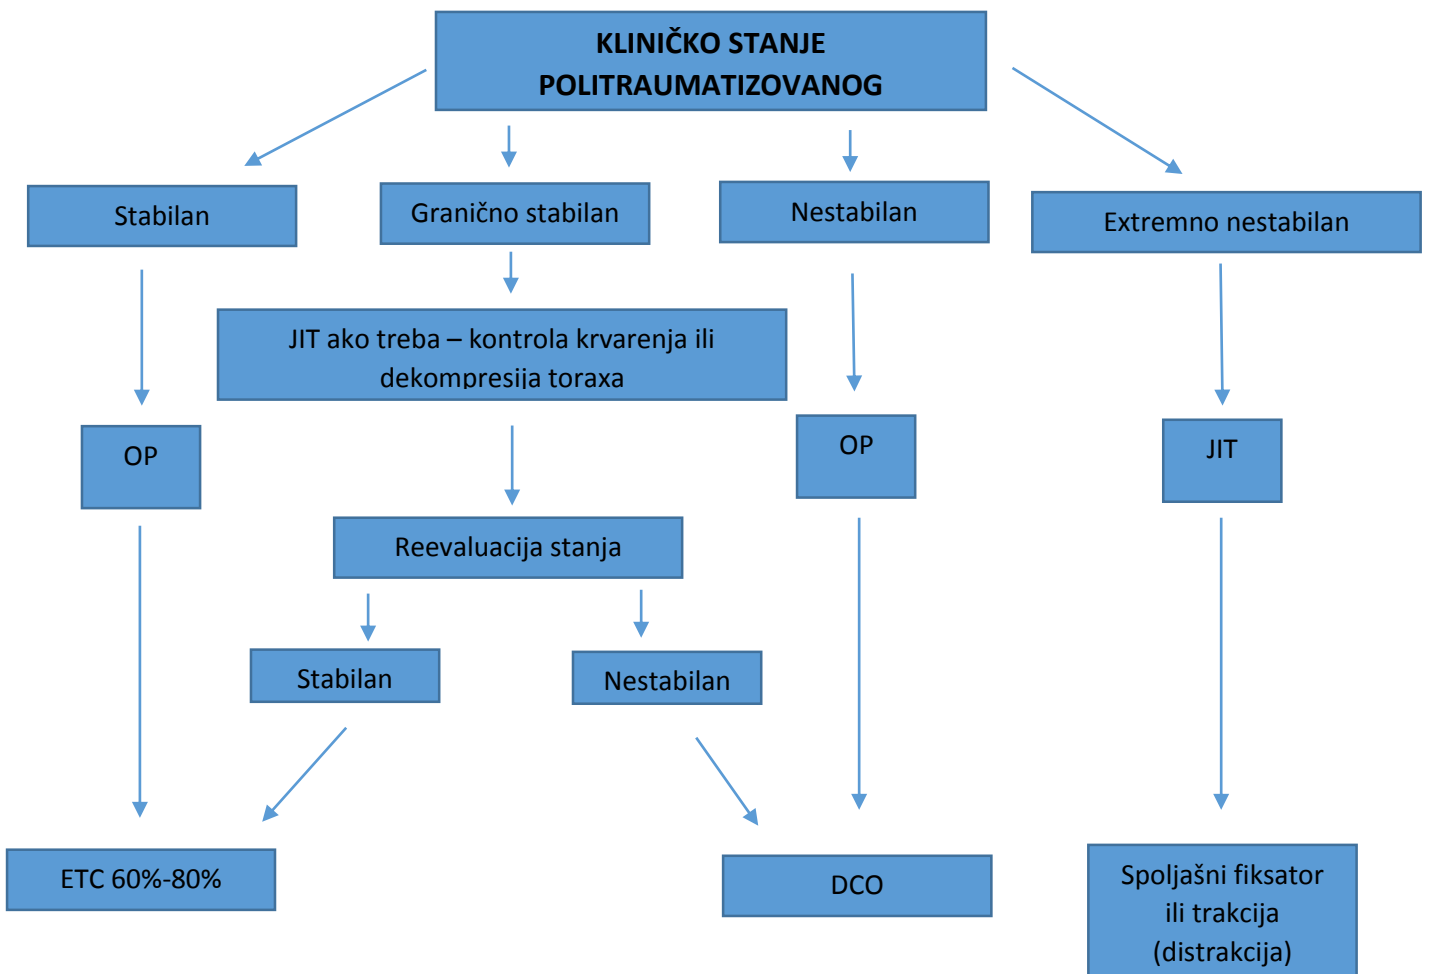 KLINIČKO STANJE
POLITRAUMATIZOVANOG
Stabilan
Granično stabilan
Nestabilan
Extremno nestabilan
JIT ako treba – kontrola krvarenja ili
dekompresija toraxa
OP
OP
JIT
Reevaluacija stanja
Stabilan
Nestabilan
ETC 60%-80%
DCO
Spoljašni fiksator
ili trakcija
(distrakcija)